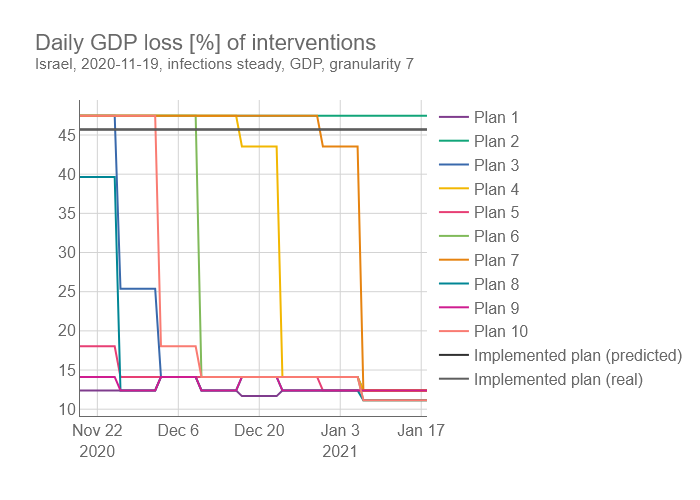 Daily GDP loss [%] of interventions
Israel, 2020-11-19, infections steady, GDP, granularity 7
45
40
35
30
25
20
15
10
Nov 22
2020
Dec 6
Dec 20
Jan 3
2021
Jan 17
Plan 1
Plan 2
Plan 3
Plan 4
Plan 5
Plan 6
Plan 7
Plan 8
Plan 9
Plan 10
Implemented plan (predicted)
Implemented plan (real)